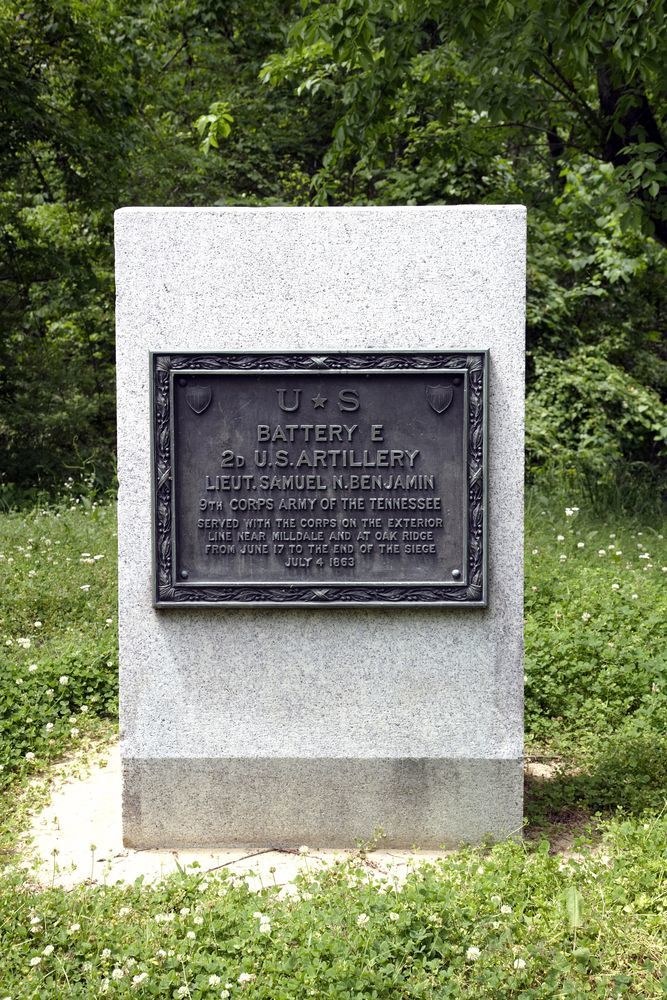 U ★ S
BATTERY E
2D U.S. ARTILLERY
LIEUT. SAMUEL N. BENJAMIN
9TH CORPS ARMY OF THE TENNESSEE
SERVED WITH THE CORPS ON THE EXTERIOR
LINE NEAR MILLDALE AND AT OAK RIDGE
FROM JUNE 17 TO THE END OF THE SIEGE
JULY 4 1863